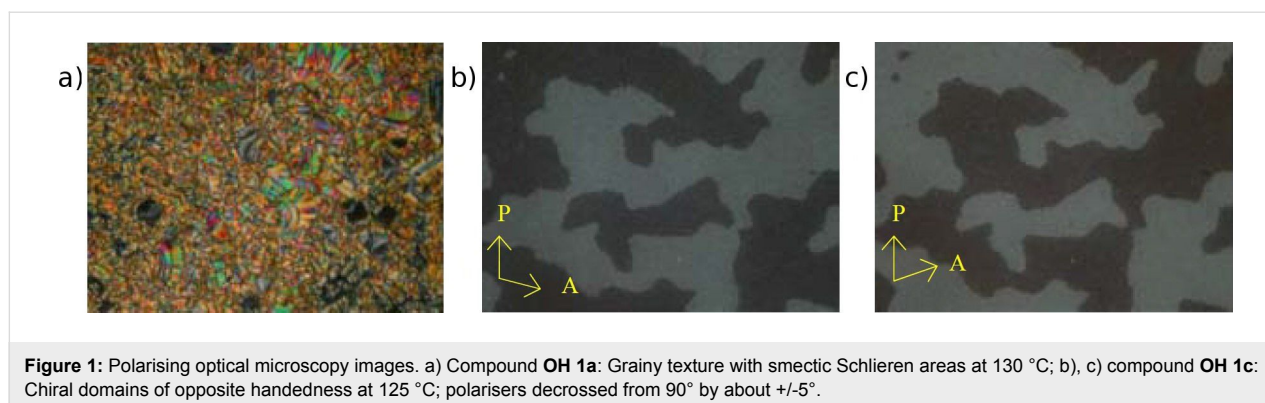 a) b) c)
P P
A A
Figure 1: Polarising optical microscopy images. a) Compound OH 1a: Grainy texture with smectic Schlieren areas at 130 °C; b), c) compound OH 1c:
Chiral domains of opposite handedness at 125 °C; polarisers decrossed from 90° by about +/-5°.